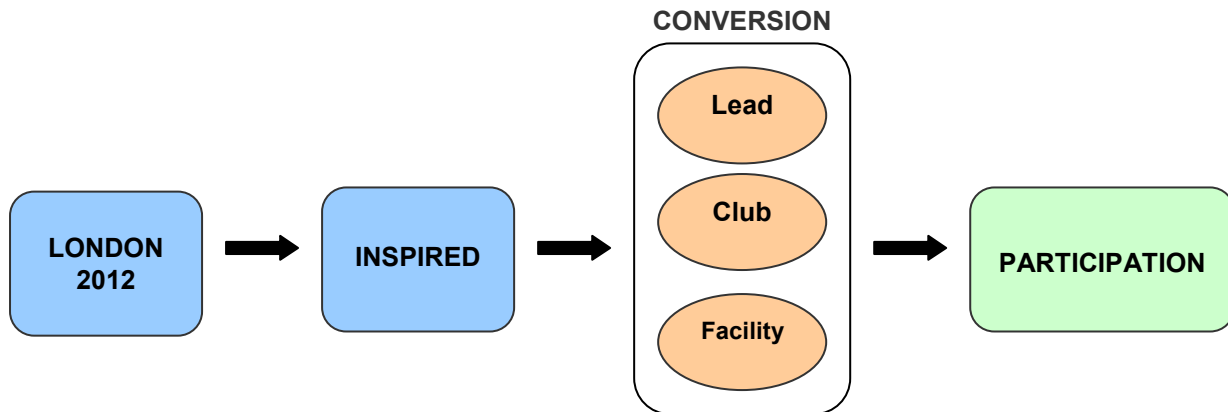 CONVERSION
Lead
Club
Facility
LONDON
2012
INSPIRED
PARTICIPATION